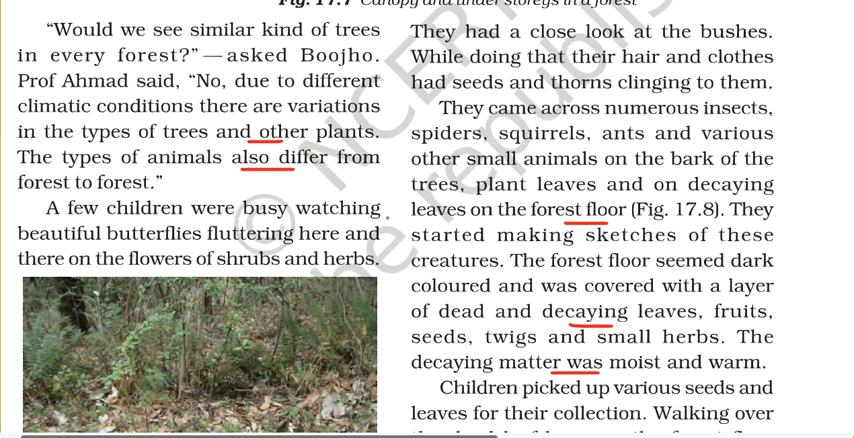 Fig. 17.7 Canopy and under storeys in a forest
“Would we see similar kind of trees
in every forest?” — asked Boojho.
Prof Ahmad said, “No, due to different
climatic conditions there are variations
in the types of trees and other plants.
The types of animals also differ from
forest to forest.”
A few children were busy watching
beautiful butterflies fluttering here and
there on the flowers of shrubs and herbs.
They had a close look at the bushes.
While doing that their hair and clothes
had seeds and thorns clinging to them.
They came across numerous insects,
spiders, squirrels, ants and various
other small animals on the bark of the
trees, plant leaves and on decaying
leaves on the forest floor (Fig. 17.8). They
started making sketches of these
creatures. The forest floor seemed dark
coloured and was covered with a layer
of dead and decaying leaves, fruits,
seeds, twigs and small herbs. The
decaying matter was moist and warm.
Children picked up various seeds and
leaves for their collection. Walking over
© NCERT
be republis